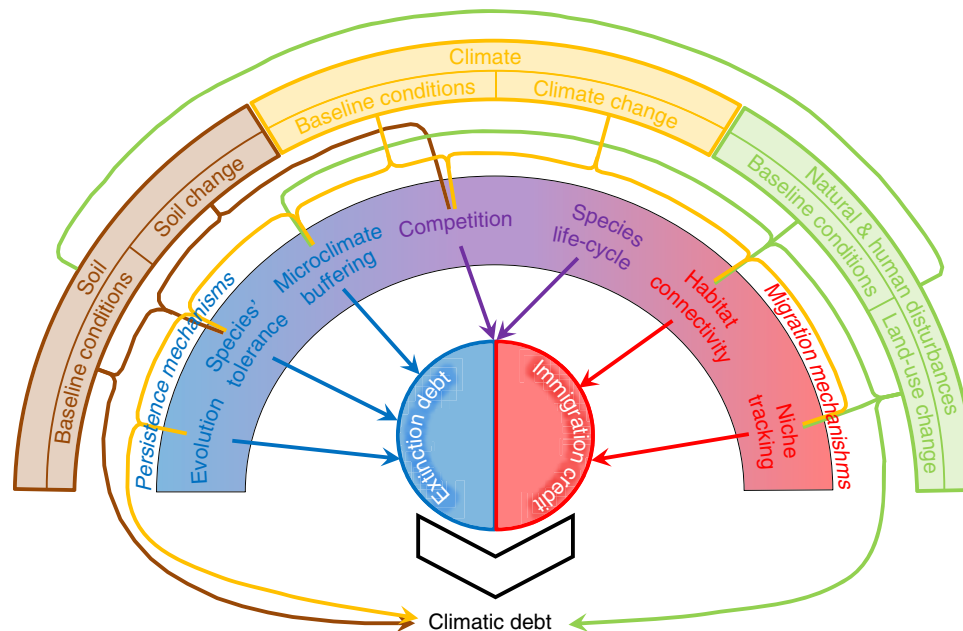 Climate
Baseline conditions
Climate change
Soil
Baseline conditions
Soil change
Natural & human disturbances
Baseline conditions
Land-use change
Persistence mechanisms
Migration mechanishms
Evolution
Species’
tolerance
Microclimate
buffering
Competition
Species
life-cycle
Habitat
connectivity
Niche
tracking
Extinction debt
Immigration credit
Climatic debt